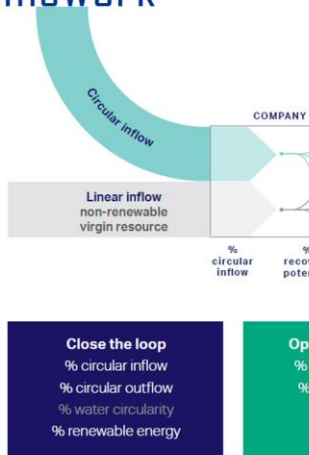 Circular inflow
COMPANY
Linear inflow
non-renewable
virgin resource
%
circular
inflow
%
Close the loop
% circular inflow
% circular outflow
% water circularity
% renewable energy
%
%